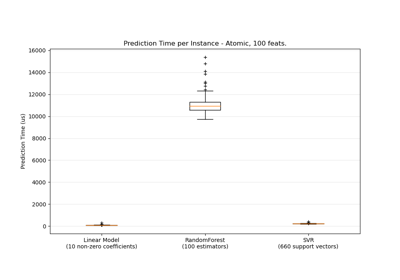 Prediction Time per Instance - Atomic, 100 feats.
16000
14000
12000
10000
8000
6000
4000
2000
0
Prediction Time (us)
Linear Model
(10 non-zero coefficients)
RandomForest
(100 estimators)
SVR
(660 support vectors)